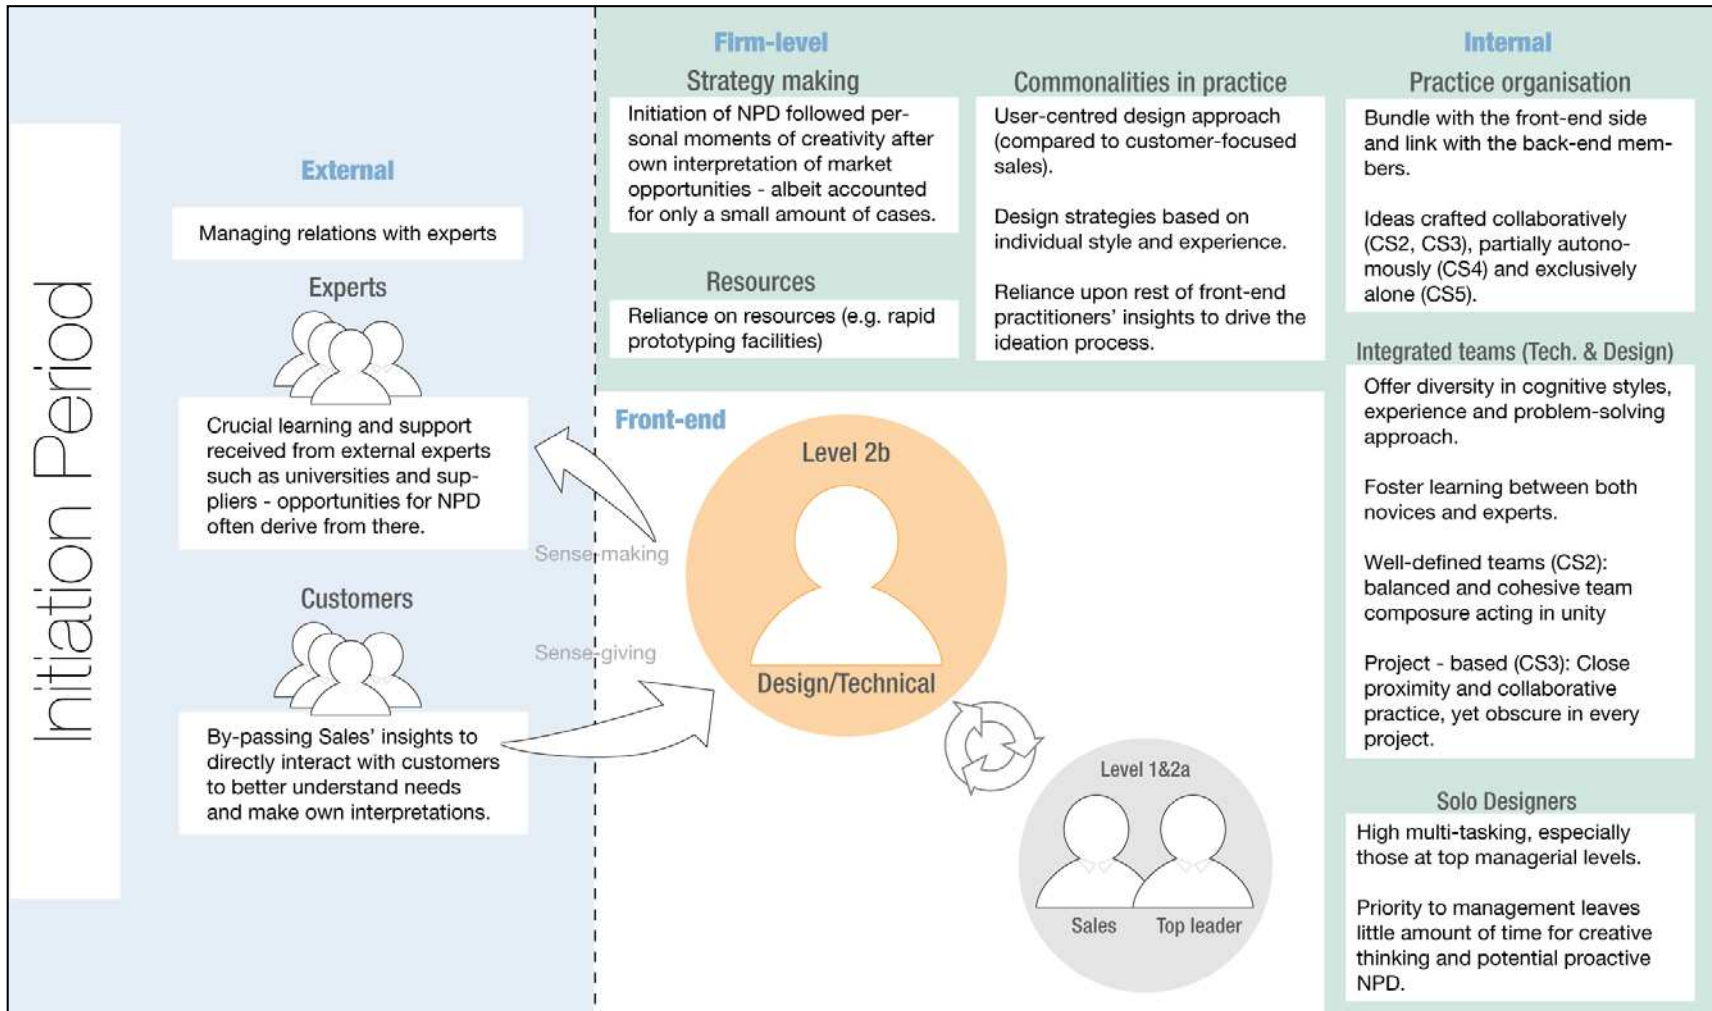 Initiation Period
External
Managing relations with experts
Experts
Crucial learning and support
received from external experts
such as universities and sup-
pliers - opportunities for NPD
often derive from there.
Customers
By-passing Sales’ insights to
directly interact with customers
to better understand needs
and make own interpretations.
Sense-making
Sense-giving
Firm-level
Strategy making
Initiation of NPD followed per-
sonal moments of creativity after
own interpretation of market
opportunities - albeit accounted
for only a small amount of cases.
Resources
Reliance on resources (e.g. rapid
prototyping facilities)
Commonalities in practice
User-centred design approach
(compared to customer-focused
sales).
Design strategies based on
individual style and experience.
Reliance upon rest of front-end
practitioners’ insights to drive the
ideation process.
Front-end
Level 2b
Design/Technical
Level 1&2a
Sales
Top leader
Internal
Practice organisation
Bundle with the front-end side
and link with the back-end mem-
bers.
Ideas crafted collaboratively
(CS2, CS3), partially autono-
mously (CS4) and exclusively
alone (CS5).
Integrated teams (Tech. & Design)
Offer diversity in cognitive styles,
experience and problem-solving
approach.
Foster learning between both
novices and experts.
Well-defined teams (CS2):
balanced and cohesive team
composure acting in unity
Project - based (CS3): Close
proximity and collaborative
practice, yet obscure in every
project.
Solo Designers
High multi-tasking, especially
those at top managerial levels.
Priority to management leaves
little amount of time for creative
thinking and potential proactive
NPD.